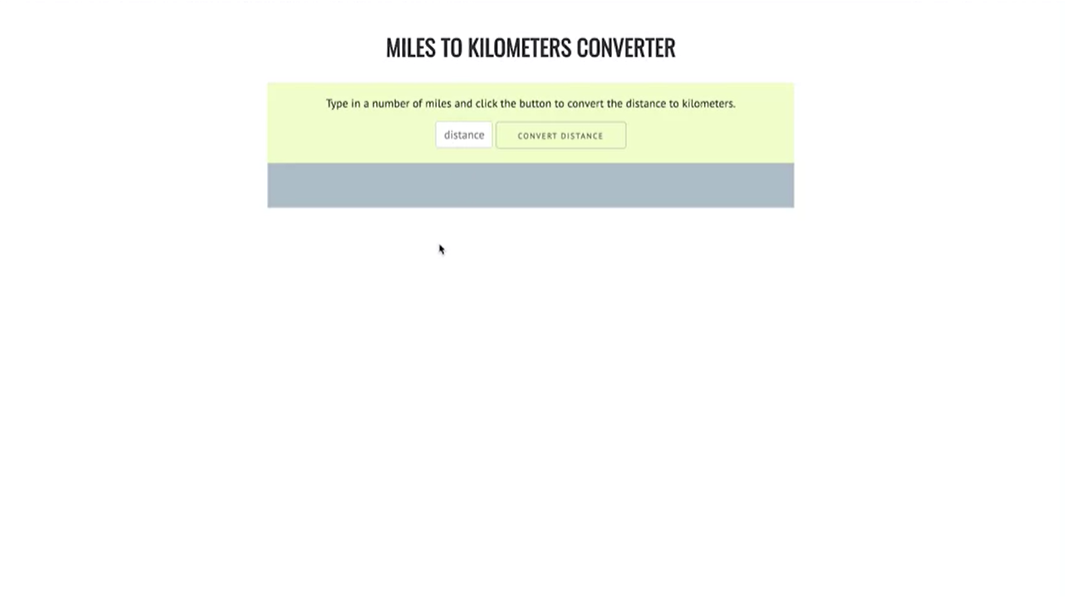 MILES TO KILOMETERS CONVERTER
Type in a number of miles and click the button to convert the distance to kilometers.
distance CONVERT DISTANCE